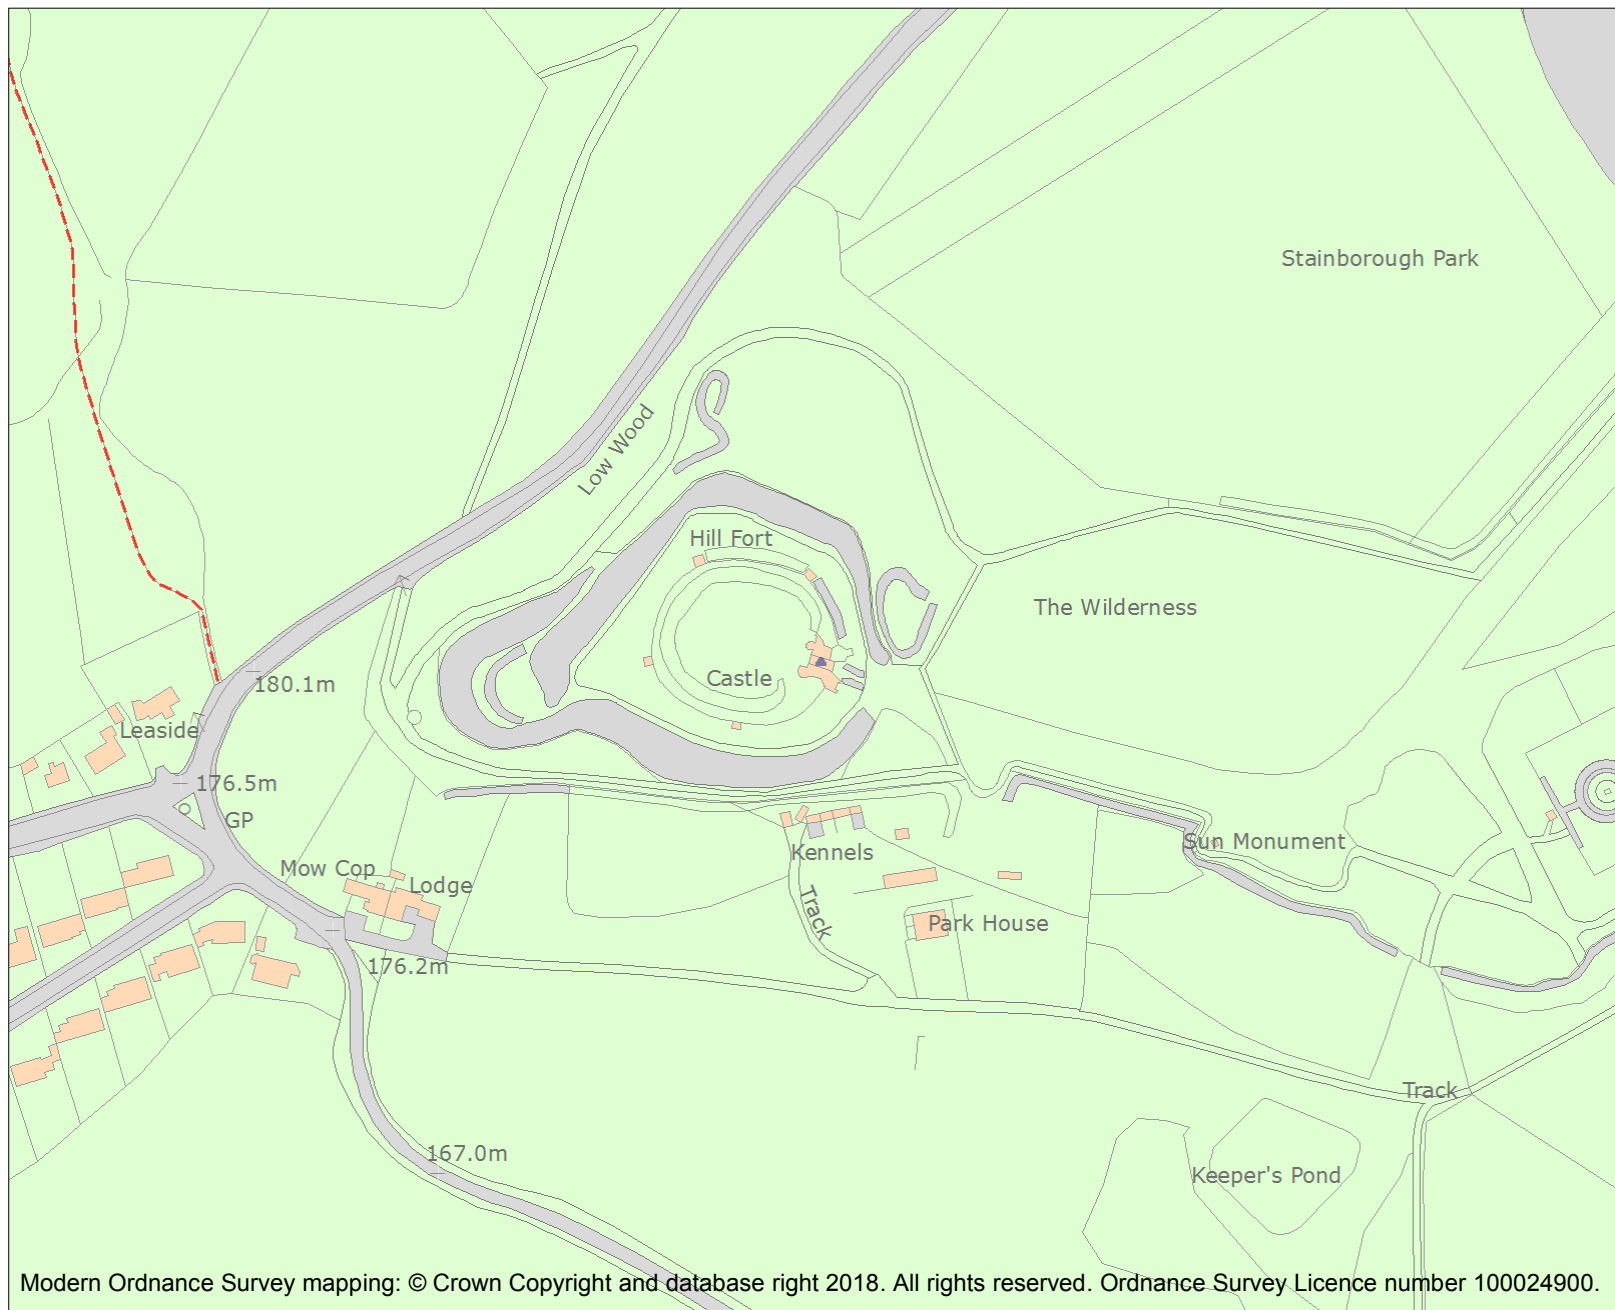 Stainborough Park
Low Wood
Hill Fort
The Wilderness
Castle
180.1m
Leaside
176.5m
GP
Sun Monument
Kennels
Mow Cop
Lodge
Track
Park House
176.2m
Track
167.0m
Keeper's Pond
Modern Ordnance Survey mapping: © Crown Copyright and database right 2018. All rights reserved. Ordnance Survey Licence number 100024900.